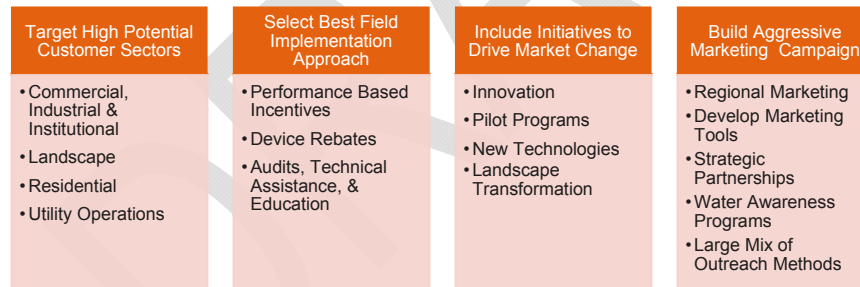 Target High Potential
Customer Sectors
• Commercial,
Industrial &
Institutional
• Landscape
• Residential
• Utility Operations
Select Best Field
Implementation
Approach
• Performance Based
Incentives
• Device Rebates
• Audits, Technical
Assistance, &
Education
Include Initiatives to
Drive Market Change
• Innovation
• Pilot Programs
• New Technologies
• Landscape
Transformation
Build Aggressive
Marketing Campaign
• Regional Marketing
• Develop Marketing
Tools
• Strategic
Partnerships
• Water Awareness
Programs
• Large Mix of
Outreach Methods